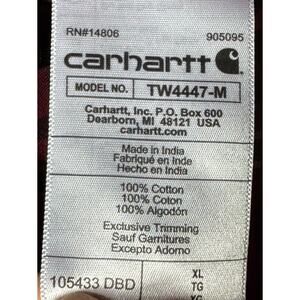 RN#14806 905095
carhartt
MODEL NO. TW4447-M
Carhartt, Inc. P.O. Box 600
Dearborn, MI 48121 USA
carhartt.com
Made in India
Fabriqué en Inde
Hecho en India
100% Cotton
100% Coton
100% Algodón
Exclusive Trimming
Sauf Garnitures
Excepto Adorno
105433 DBD
XL
TG
XG